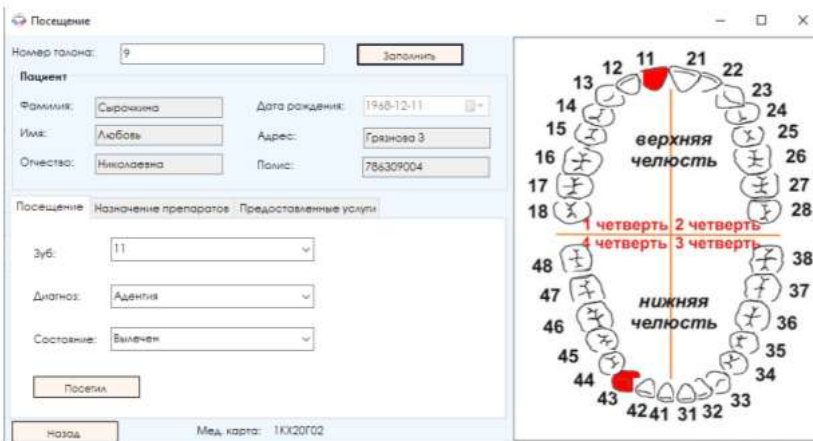 Посещение
Номер талона: 9 Заполнить
Пациент
Фамилия: Сырочкина Дата рождения: 1968-12-11
Имя: Любовь Адрес: Грязнова 3
Отчество: Николаевна Полис: 786309004
Посещение Назначение препаратов Предоставленные услуги
Зуб: 11
Диагноз: Адентия
Состояние: Вылечен
Посетил
Назад Мед. карта: 1КХ20Г02
11 21
12 22
13 23
14 24
15 25
верхняя
челюсть
16 26
17 27
18 28
1 четверть 2 четверть
4 четверть 3 четверть
48 38
47 37
нижняя
челюсть
46 36
45 35
44 34
43 33
42 41 31 32